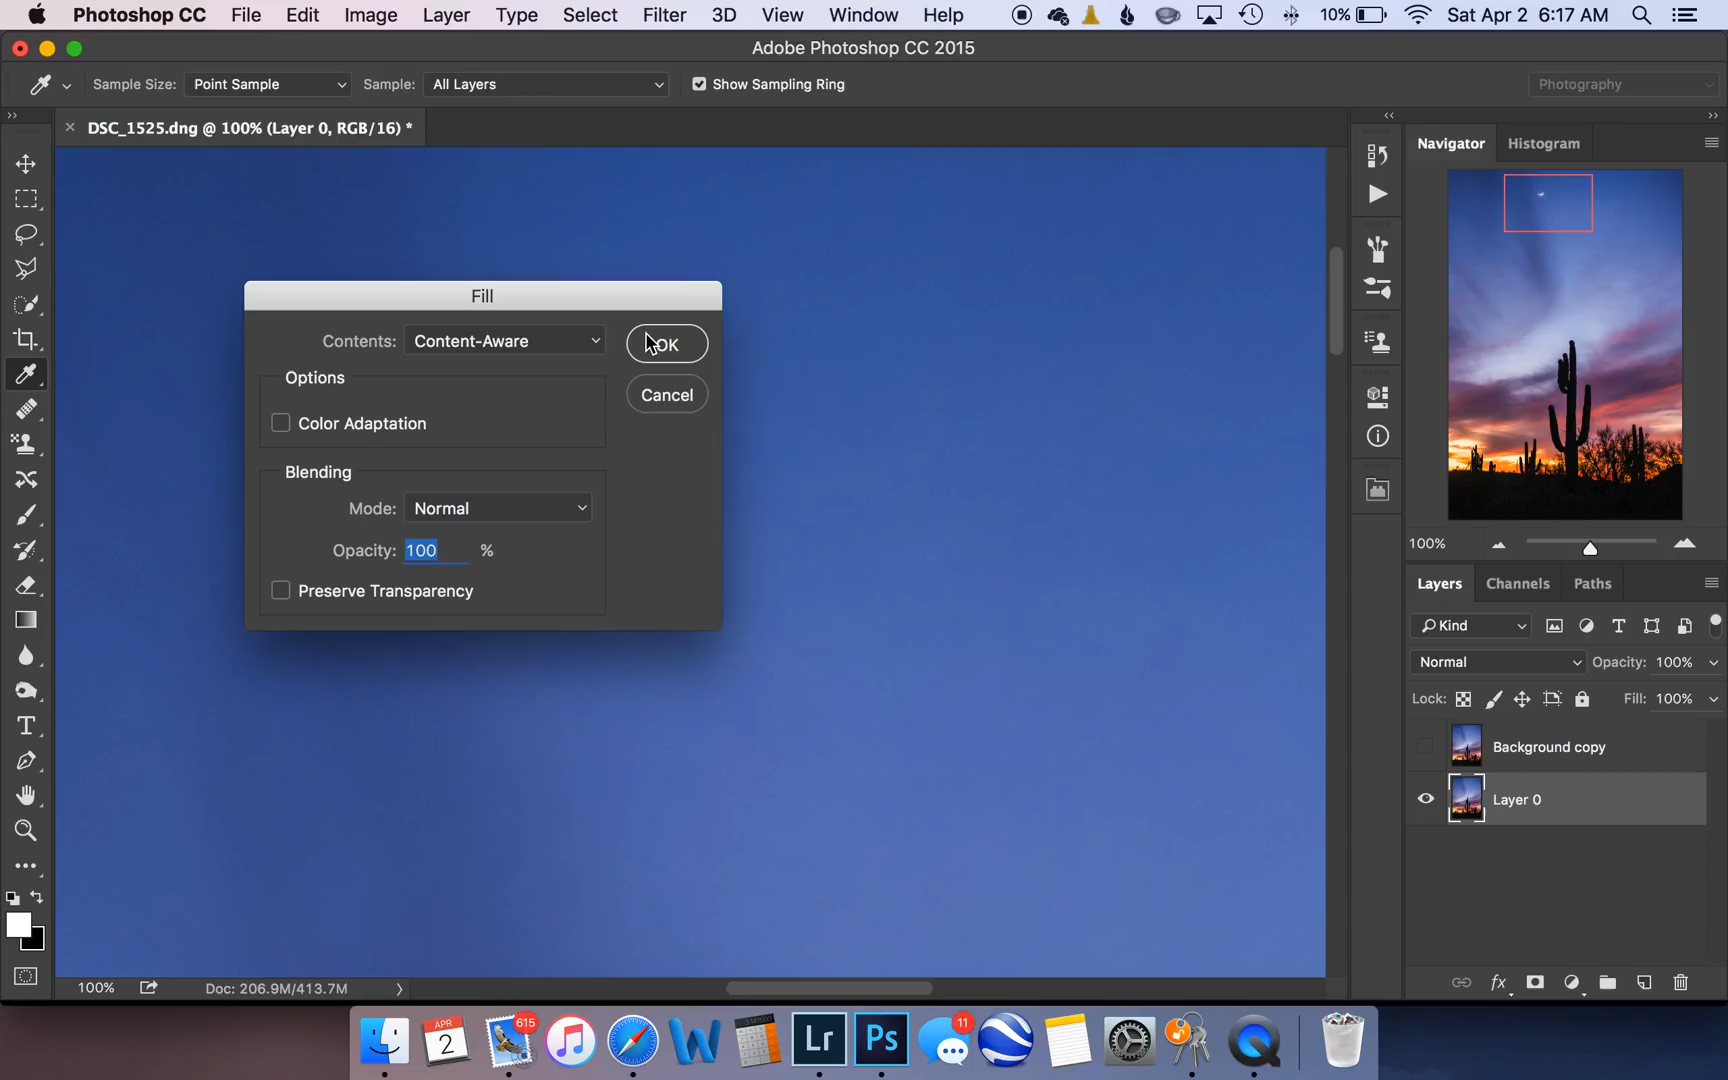 Photoshop CC File Edit Image Layer Type Select Filter 3D View Window Help 10% Sat Apr 2 6:17 AM
Adobe Photoshop CC 2015
Sample Size: Point Sample Sample: All Layers Show Sampling Ring Photography
DSC_1525.dng @ 100% (Layer 0, RGB/16) *
Navigator Histogram
Fill
Contents: Content-Aware OK
Options
Cancel
Color Adaptation
Blending
Mode: Normal
Opacity: 100 %
Preserve Transparency
100%
Layers Channels Paths
Kind
Normal Opacity: 100%
Lock: Fill: 100%
Background copy
Layer 0
100% Doc: 206.9M/413.7M
APR
2
615
W
Lr
Ps
11